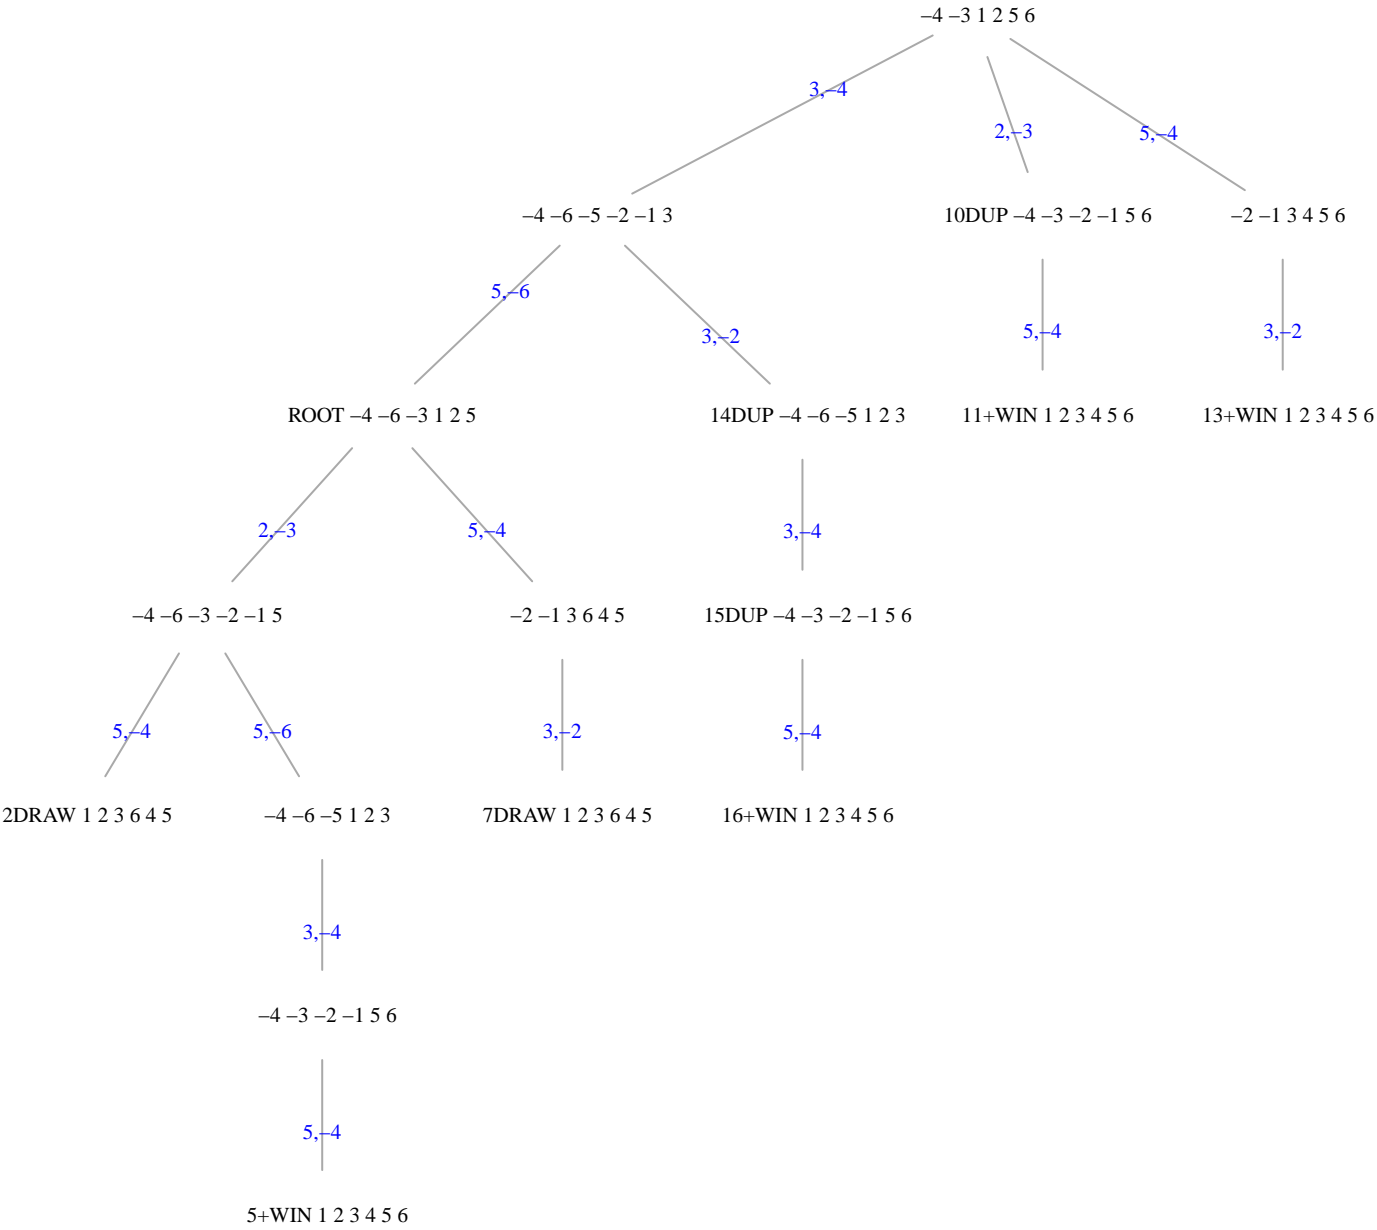 –4 –3 1 2 5 6
3,–4
2,–3
5,–4
–4 –6 –5 –2 –1 3
10DUP –4 –3 –2 –1 5 6
–2 –1 3 4 5 6
5,–6
3,–2
5,–4
3,–2
ROOT –4 –6 –3 1 2 5
14DUP –4 –6 –5 1 2 3
11+WIN 1 2 3 4 5 6
13+WIN 1 2 3 4 5 6
2,–3
5,–4
3,–4
–4 –6 –3 –2 –1 5
–2 –1 3 6 4 5
15DUP –4 –3 –2 –1 5 6
5,–4
5,–6
3,–2
5,–4
2DRAW 1 2 3 6 4 5
–4 –6 –5 1 2 3
7DRAW 1 2 3 6 4 5
16+WIN 1 2 3 4 5 6
3,–4
–4 –3 –2 –1 5 6
5,–4
5+WIN 1 2 3 4 5 6